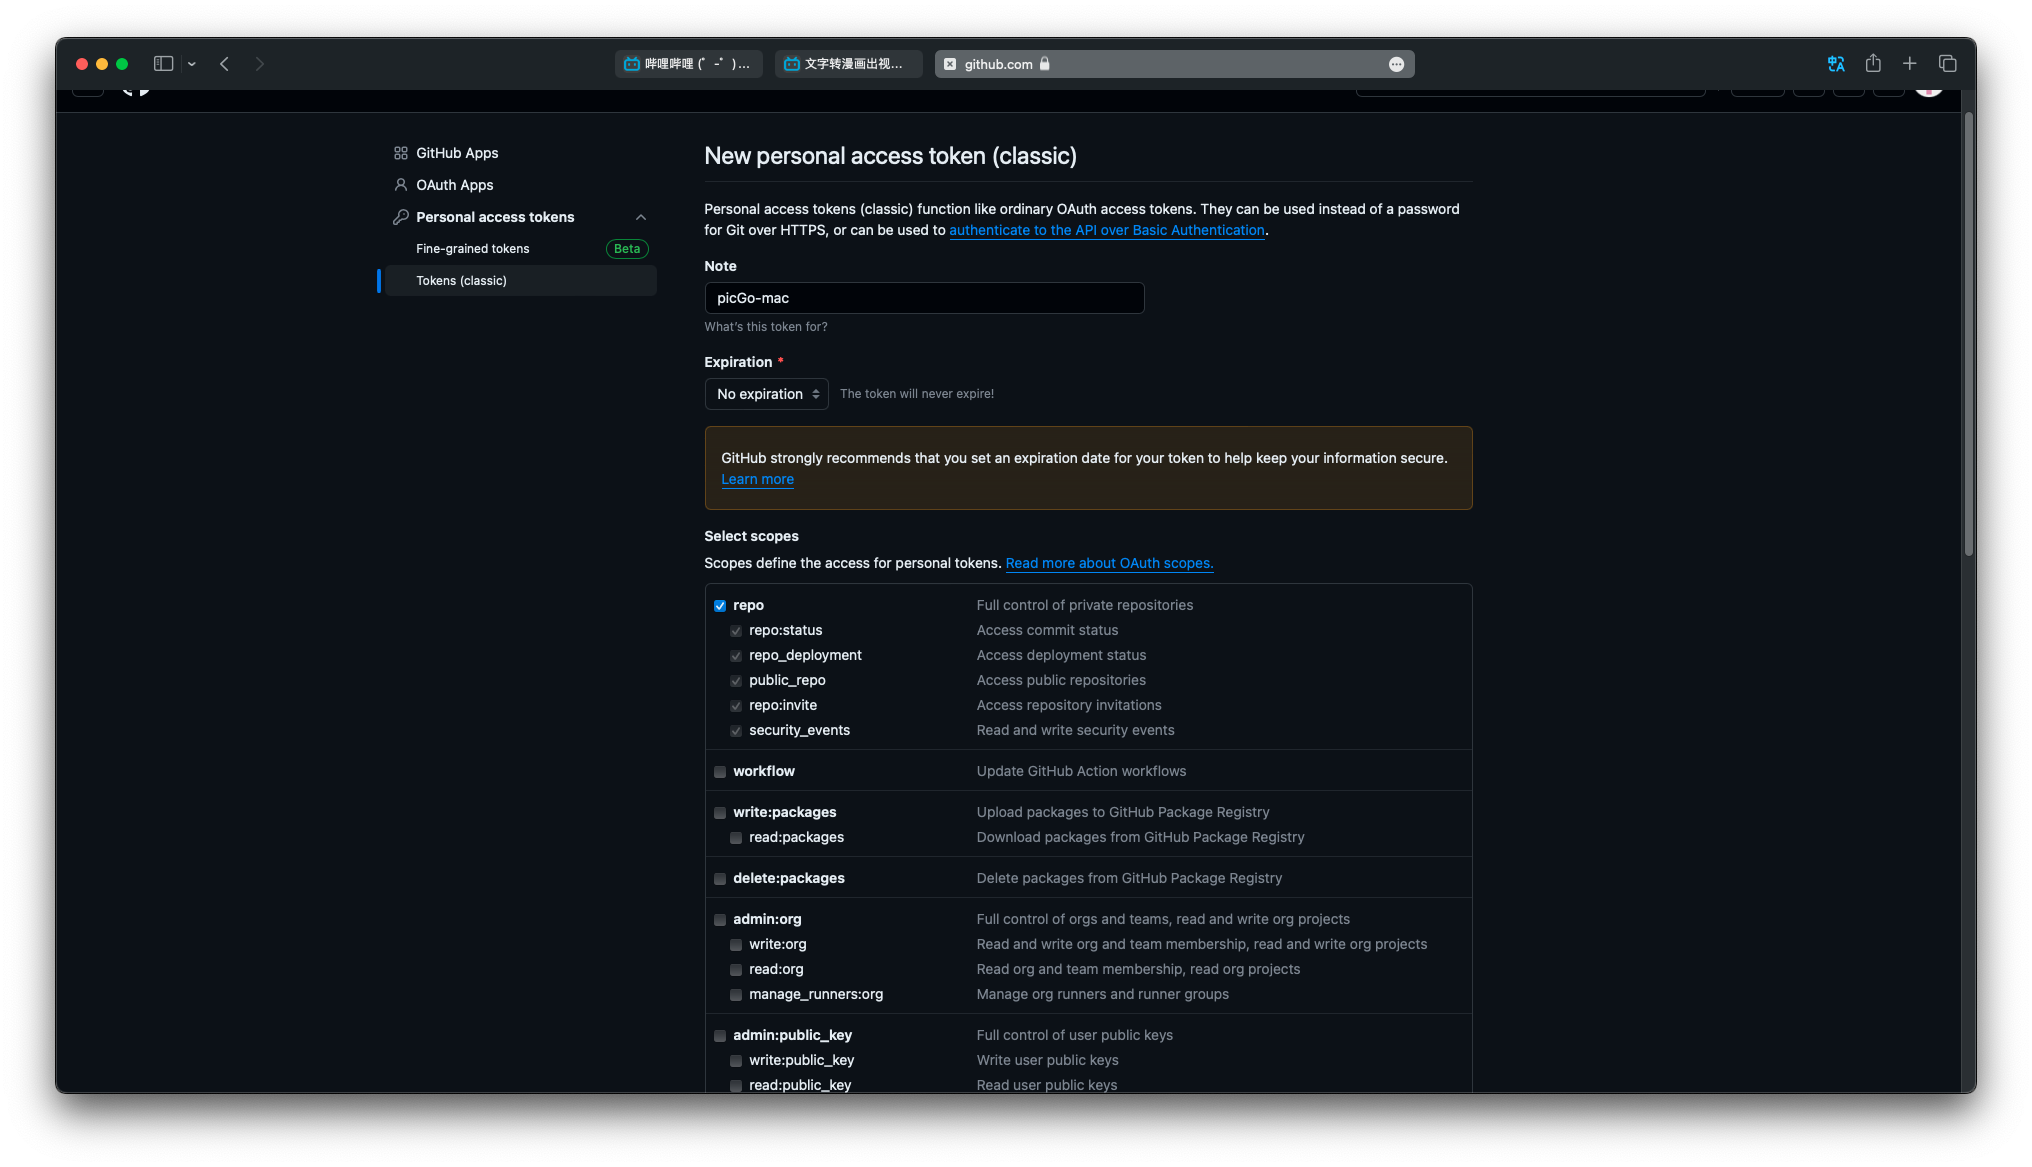 哔哩哔哩 (゜-゜)...
文字转漫画出视...
github.com
GitHub Apps
OAuth Apps
Personal access tokens
Fine-grained tokens
Beta
Tokens (classic)
New personal access token (classic)
Personal access tokens (classic) function like ordinary OAuth access tokens. They can be used instead of a password
for Git over HTTPS, or can be used to authenticate to the API over Basic Authentication.
Note
picGo-mac
What's this token for?
Expiration *
No expiration
The token will never expire!
GitHub strongly recommends that you set an expiration date for your token to help keep your information secure.
Learn more
Select scopes
Scopes define the access for personal tokens. Read more about OAuth scopes.
repo Full control of private repositories
repo:status Access commit status
repo_deployment Access deployment status
public_repo Access public repositories
repo:invite Access repository invitations
security_events Read and write security events
workflow Update GitHub Action workflows
write:packages Upload packages to GitHub Package Registry
read:packages Download packages from GitHub Package Registry
delete:packages Delete packages from GitHub Package Registry
admin:org Full control of orgs and teams, read and write org projects
write:org Read and write org and team membership, read and write org projects
read:org Read org and team membership, read org projects
manage_runners:org Manage org runners and runner groups
admin:public_key Full control of user public keys
write:public_key Write user public keys
read:public_key Read user public keys